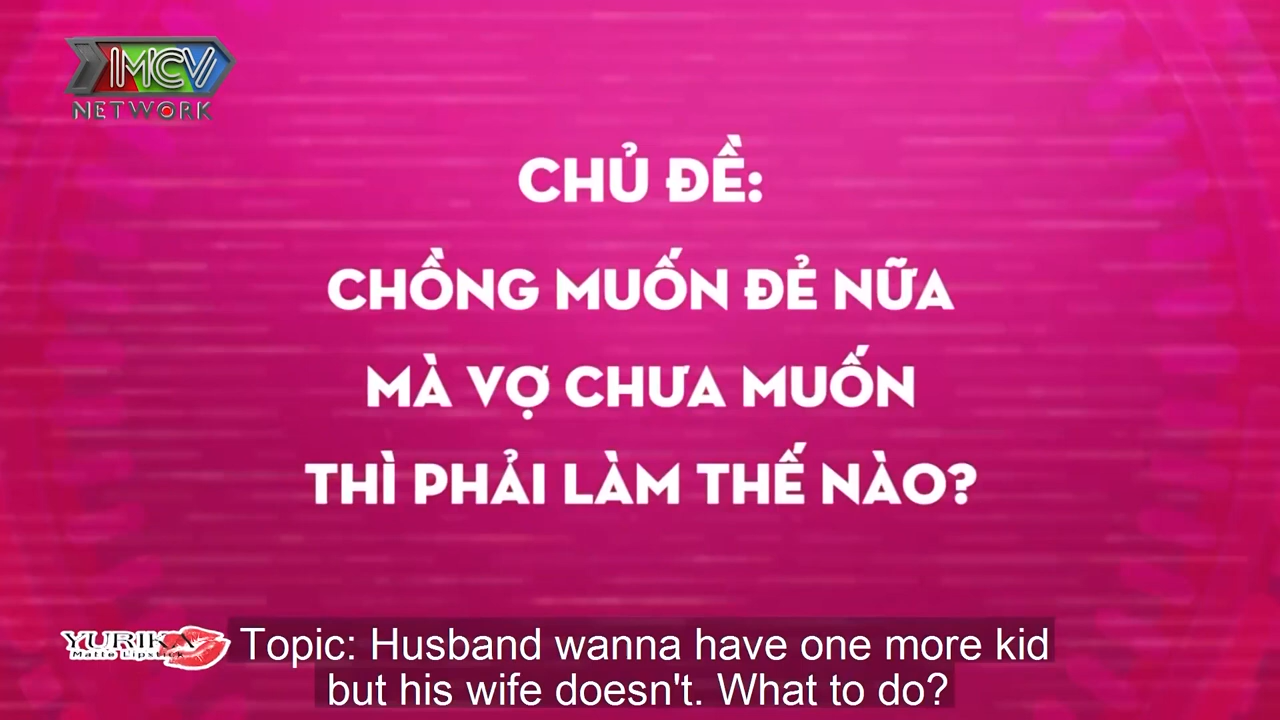 MCV
NETWORK
CHỦ ĐỀ:
CHỒNG MUỐN ĐẺ NỮA
MÀ VỢ CHƯA MUỐN
THÌ PHẢI LÀM THẾ NÀO?
YURIKA
Matte Lipstick
Topic: Husband wanna have one more kid
but his wife doesn't. What to do?